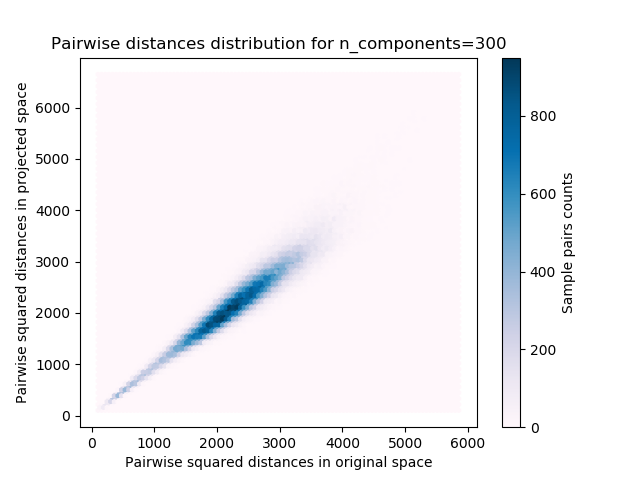 Pairwise distances distribution for n_components=300
Pairwise squared distances in projected space
6000
5000
4000
3000
2000
1000
0
0 1000 2000 3000 4000 5000 6000
Pairwise squared distances in original space
800
600
400
200
0
Sample pairs counts